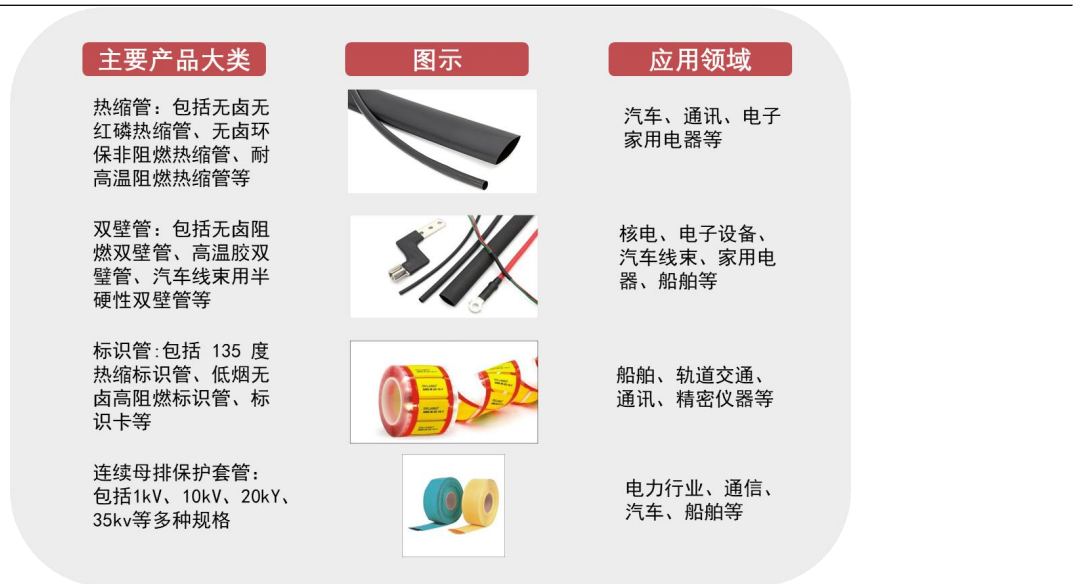 主要产品大类
图示
应用领域
热缩管：包括无卤无
红磷热缩管、无卤环
保非阻燃热缩管、耐
高温阻燃热缩管等
汽车、通讯、电子
家用电器等
双壁管：包括无卤阻
燃双壁管、高温胶双
璧管、汽车线束用半
硬性双壁管等
核电、电子设备、
汽车线束、家用电
器、船舶等
标识管:包括 135 度
热缩标识管、低烟无
卤高阻燃标识管、标
识卡等
船舶、轨道交通、
通讯、精密仪器等
连续母排保护套管：
包括1kV、10kV、20kY、
35kv等多种规格
电力行业、通信、
汽车、船舶等